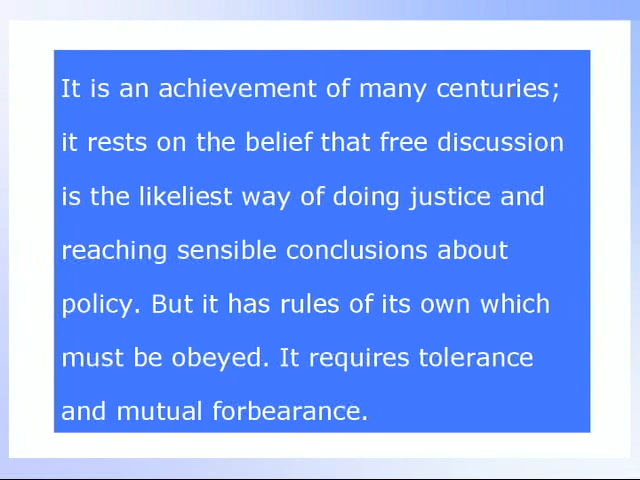 It is an achievement of many centuries;
it rests on the belief that free discussion
is the likeliest way of doing justice and
reaching sensible conclusions about
policy. But it has rules of its own which
must be obeyed. It requires tolerance
and mutual forbearance.